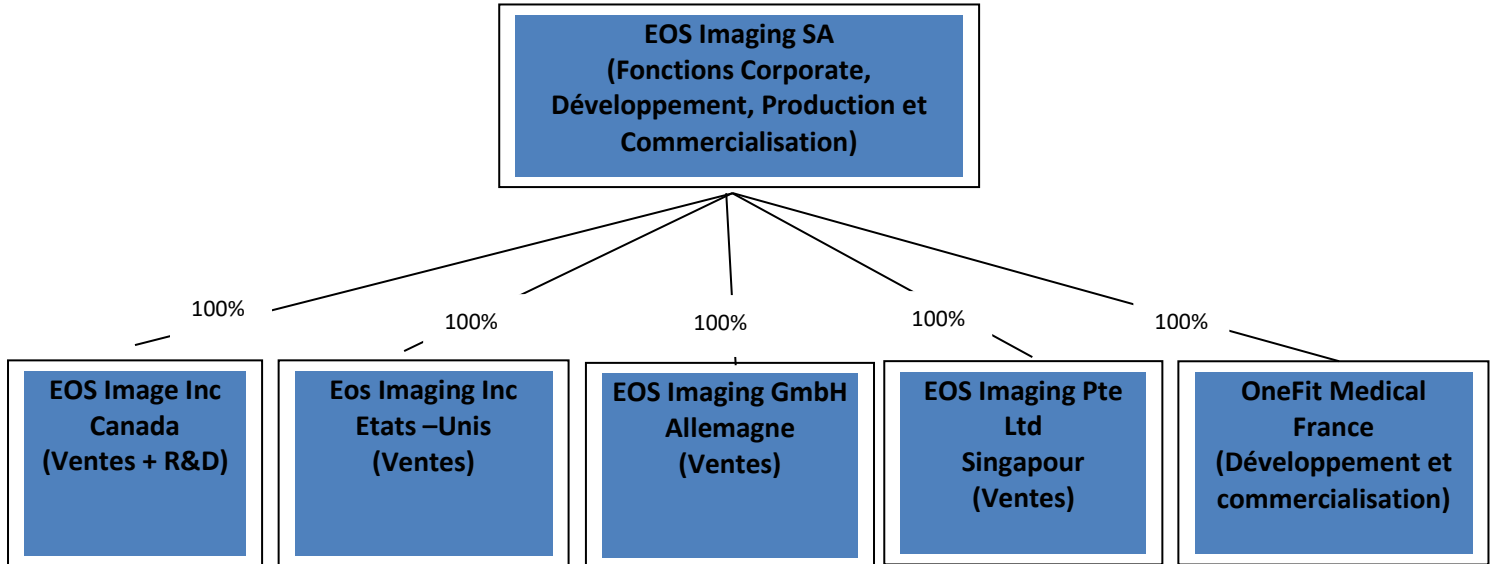 EOS Imaging SA
(Fonctions Corporate,
Développement, Production et
Commercialisation)
100%
100%
100%
100%
100%
EOS Image Inc
Canada
(Ventes + R&D)
Eos Imaging Inc
Etats –Unis
(Ventes)
EOS Imaging GmbH
Allemagne
(Ventes)
EOS Imaging Pte
Ltd
Singapour
(Ventes)
OneFit Medical
France
(Développement et
commercialisation)